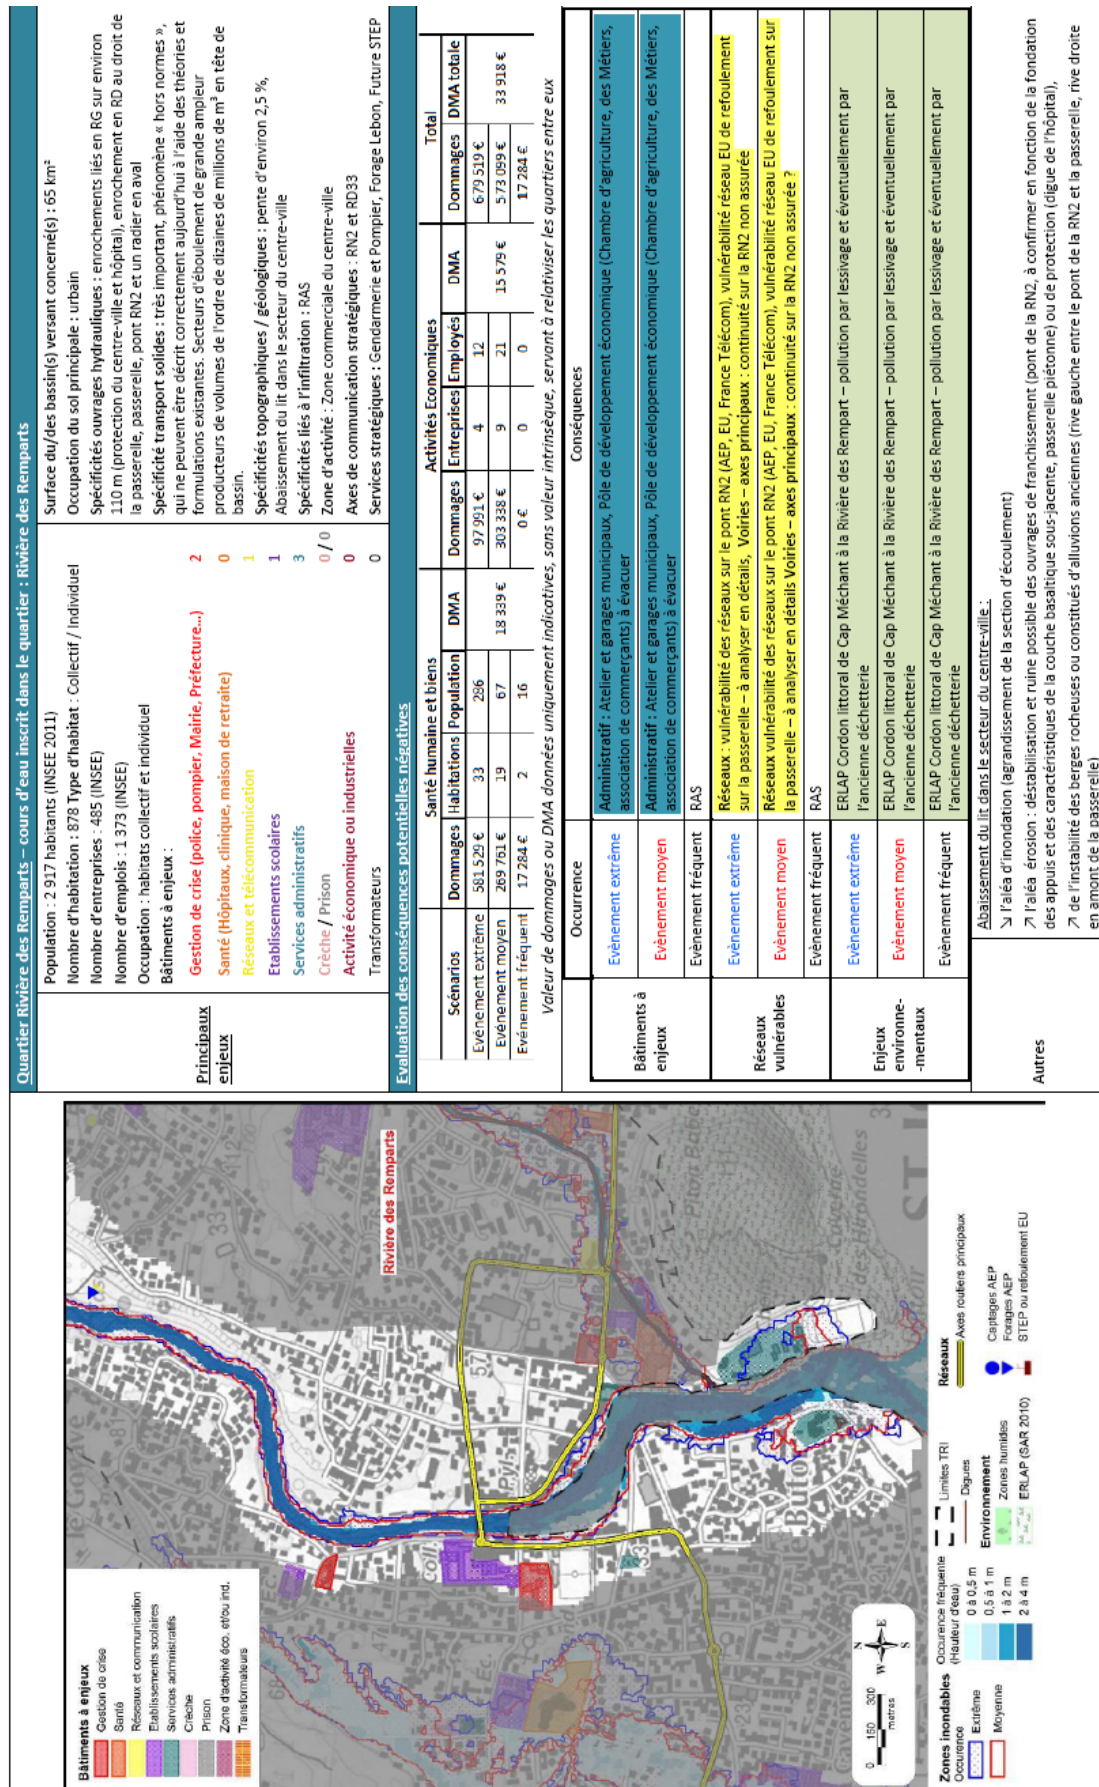 Quartier Rivière des Remparts – cours d'eau inscrit dans le quartier : Rivière des Remparts
Principaux
enjeux
Population : 2 917 habitants (INSEE 2011)
Nombre d'habitation : 878 Type d'habitat : Collectif / Individuel
Nombre d'entreprises : 485 (INSEE)
Nombre d'emplois : 1 373 (INSEE)
Occupation : habitats collectif et individuel
Bâtiments à enjeux :
Gestion de crise (police, pompier, Mairie, Préfecture...) 2
Santé (Hôpitaux, clinique, maison de retraite) 0
Réseaux et télécommunication 1
Etablissements scolaires 1
Services administratifs 3
Crèche / Prison 0 / 0
Activité économique ou industrielles 0
Transformateurs 0
Surface du/des bassin(s) versant concerné(s) : 65 km²
Occupation du sol principale : urbain
Spécificités ouvrages hydrauliques : enrochements liés en RG sur environ
110 m (protection du centre-ville et hôpital), enrochement en RD au droit de
la passerelle, passerelle, pont RN2 et un radier en aval
Spécificité transport solides : très important, phénomène « hors normes »,
qui ne peuvent être décrit correctement aujourd'hui à l'aide des théories et
formulations existantes. Secteurs d'éboulement de grande ampleur
producteurs de volumes de l'ordre de dizaines de millions de m³ en tête de
bassin.
Spécificités topographiques / géologiques : pente d'environ 2,5 %,
Abaissement du lit dans le secteur du centre-ville
Spécificités liés à l'infiltration : RAS
Zone d'activité : Zone commerciale du centre-ville
Axes de communication stratégiques : RN2 et RD33
Services stratégiques : Gendarmerie et Pompier, Forage Lebon, Future STEP
Evaluation des conséquences potentielles négatives
Scénarios Santé humaine et biens Activités Economiques Total
Dommages Habitations Population DMA Dommages Entreprises Employés DMA Dommages DMA totale
Evénement extrême 581 529 € 33 286 97 991 € 4 12 679 519 €
Evénement moyen 269 761 € 19 67 18 339 € 303 338 € 9 21 15 579 € 573 099 € 33 918 €
Evénement fréquent 17 284 € 2 16 0 € 0 0 17 284 €
Valeur de dommages ou DMA données uniquement indicatives, sans valeur intrinsèque, servant à relativiser les quartiers entre eux
Occurrence Conséquences
Bâtiments à
enjeux
Evènement extrême
Administratif : Atelier et garages municipaux, Pôle de développement économique (Chambre d'agriculture, des Métiers,
association de commerçants) à évacuer
Evènement moyen
Administratif : Atelier et garages municipaux, Pôle de développement économique (Chambre d'agriculture, des Métiers,
association de commerçants) à évacuer
Evènement fréquent RAS
Réseaux
vulnérables
Evènement extrême
Réseaux : vulnérabilité des réseaux sur le pont RN2 (AEP, EU, France Télécom), vulnérabilité réseau EU de refoulement
sur la passerelle – à analyser en détails, Voiries – axes principaux : continuité sur la RN2 non assurée
Evènement moyen
Réseaux vulnérabilité des réseaux sur le pont RN2 (AEP, EU, France Télécom), vulnérabilité réseau EU de refoulement sur
la passerelle – à analyser en détails Voiries – axes principaux : continuité sur la RN2 non assurée ?
Evènement fréquent RAS
Enjeux
environne-
-mentaux
Evènement extrême
ERLAP Cordon littoral de Cap Méchant à la Rivière des Rempart – pollution par lessivage et éventuellement par
l'ancienne déchetterie
Evènement moyen
ERLAP Cordon littoral de Cap Méchant à la Rivière des Rempart – pollution par lessivage et éventuellement par
l'ancienne déchetterie
Evènement fréquent
ERLAP Cordon littoral de Cap Méchant à la Rivière des Rempart – pollution par lessivage et éventuellement par
l'ancienne déchetterie
Autres
Abaissement du lit dans le secteur du centre-ville :
↘ l'aléa d'inondation (agrandissement de la section d'écoulement)
↗ l'aléa érosion : déstabilisation et ruine possible des ouvrages de franchissement (pont de la RN2, à confirmer en fonction de la fondation
des appuis et des caractéristiques de la couche basaltique sous-jacente, passerelle piétonne) ou de protection (digue de l'hôpital),
↗ de l'instabilité des berges rocheuses ou constitués d'alluvions anciennes (rive gauche entre le pont de la RN2 et la passerelle, rive droite
en amont de la passerelle)
Bâtiments à enjeux
Gestion de crise
Santé
Réseaux et communication
Etablissements scolaires
Services administratifs
Crèche
Prison
Zone d'activité éco. et/ou ind.
Transformateurs
Rivière des Remparts
D 33
Piton Babet
des Hirondelles
Butor
0 150 300
metres
N
W E
S
Zones inondables
Occurence
Extrême
Moyenne
Occurence fréquente
(Hauteur d'eau)
0 à 0,5 m
0,5 à 1 m
1 à 2 m
2 à 4 m
Limites TRI
Digues
Environnement
Zones humides
ERLAP (SAR 2010)
Réseaux
Axes routiers principaux
Captages AEP
Forages AEP
STEP ou refoulement EU